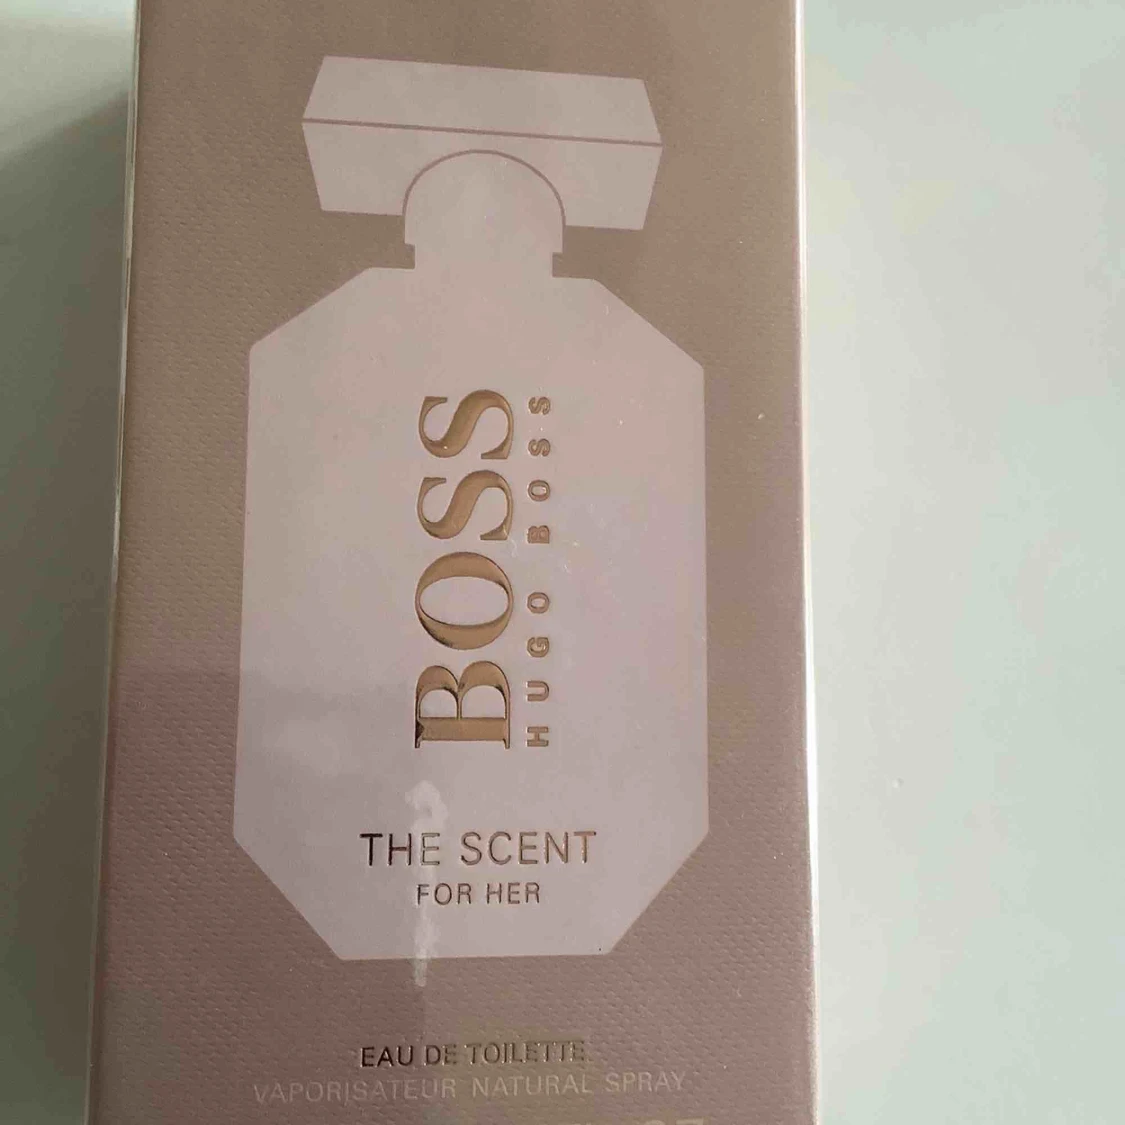 BOSS
HUGO BOSS
THE SCENT
FOR HER
EAU DE TOILETTE
VAPORISATEUR NATURAL SPRAY